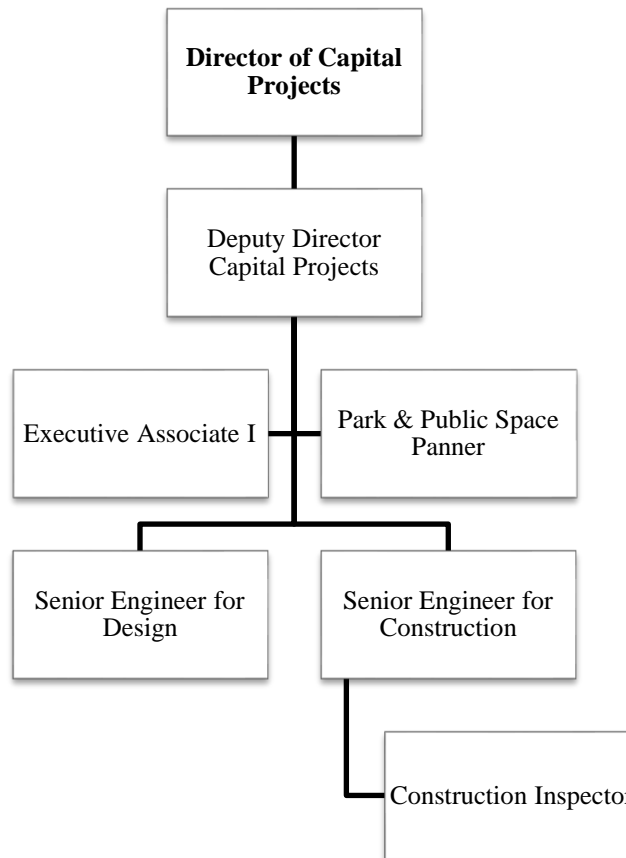 Director of Capital
Projects
Deputy Director
Capital Projects
Executive Associate I
Park & Public Space
Panner
Senior Engineer for
Design
Senior Engineer for
Construction
Construction Inspector